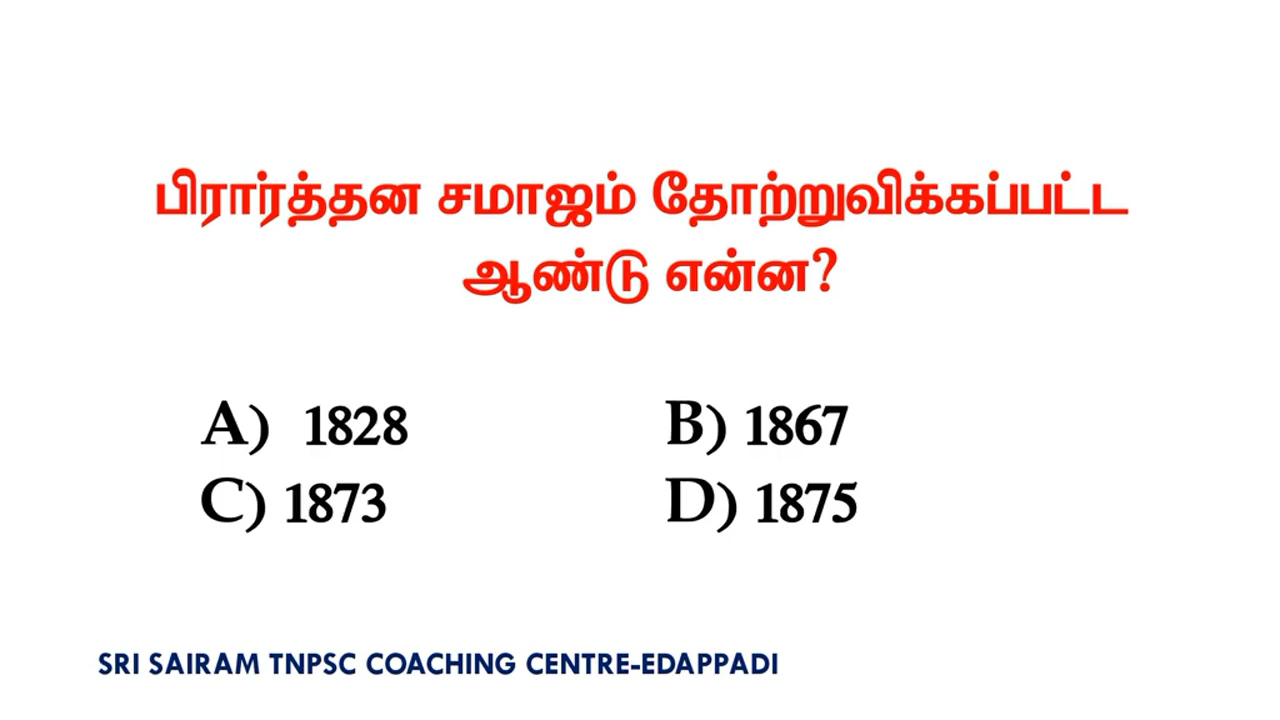 பிரார்த்தன சமாஜம் தோற்றுவிக்கப்பட்ட
ஆண்டு என்ன?
A) 1828 B) 1867
C) 1873 D) 1875
SRI SAIRAM TNPSC COACHING CENTRE-EDAPPADI